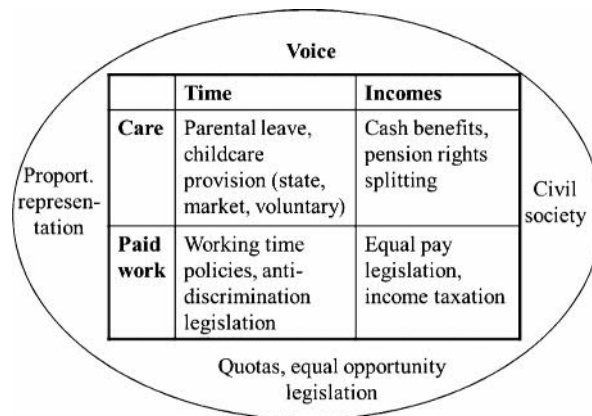 Voice
Time
Incomes
Care
Parental leave,
childcare
provision (state,
market, voluntary)
Cash benefits,
pension rights
splitting
Proport.
represen-
tation
Civil
society
Paid
work
Working time
policies, anti-
discrimination
legislation
Equal pay
legislation,
income taxation
Quotas, equal opportunity
legislation